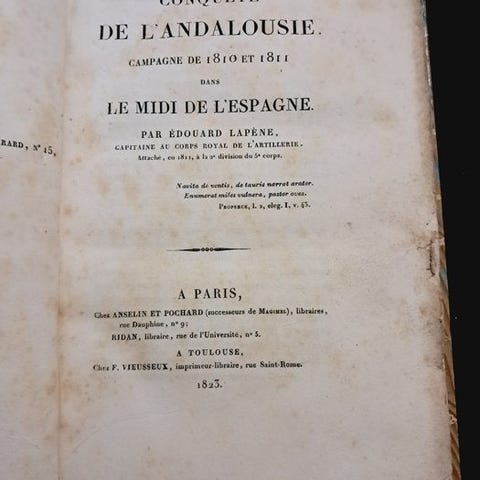 CONQUÊTE
DE L'ANDALOUSIE.
CAMPAGNE DE 1810 ET 1811
DANS
LE MIDI DE L'ESPAGNE.
PAR ÉDOUARD LAPÈNE,
CAPITAINE AU CORPS ROYAL DE L'ARTILLERIE.
Attaché, en 1811, à la 2e division du 5e corps.
Navita de ventis, de tauris narrat arator.
Enumerat miles vulnera, pastor oves.
PROPERCE, l. 2, eleg. I, v. 43.
A PARIS,
Chez ANSELIN ET POCHARD (successeurs de MAGIMEL), libraires,
rue Dauphine, no 9;
RIDAN, libraire, rue de l'Université, no 5.
A TOULOUSE,
Chez F. VIEUSSEUX, imprimeur-libraire, rue Saint-Rome.
1823.
RARD, No 15,